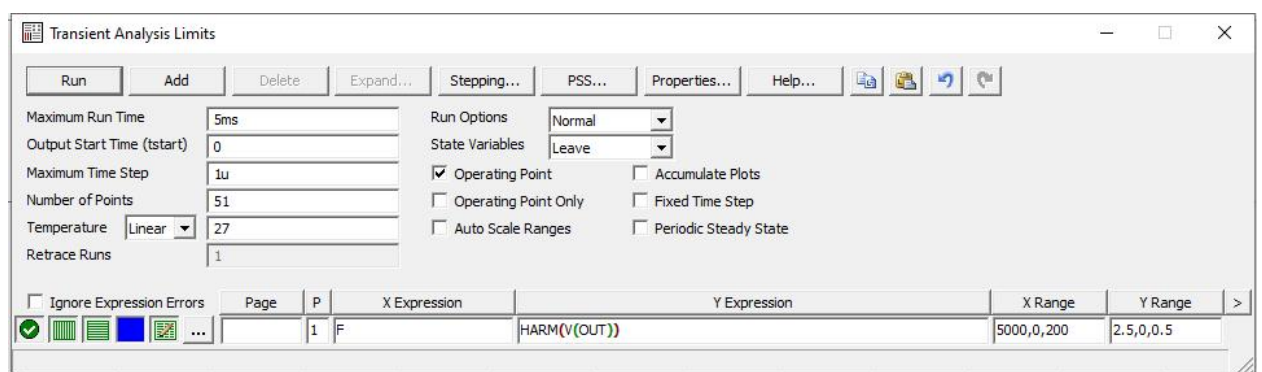 Transient Analysis Limits
Run Add Delete Expand... Stepping... PSS... Properties... Help...
Maximum Run Time 5ms Run Options Normal
Output Start Time (tstart) 0 State Variables Leave
Maximum Time Step 1u Operating Point Accumulate Plots
Number of Points 51 Operating Point Only Fixed Time Step
Temperature Linear 27 Auto Scale Ranges Periodic Steady State
Retrace Runs 1
Ignore Expression Errors Page P X Expression Y Expression X Range Y Range >
... 1 F HARM(V(OUT)) 5000,0,200 2.5,0,0.5